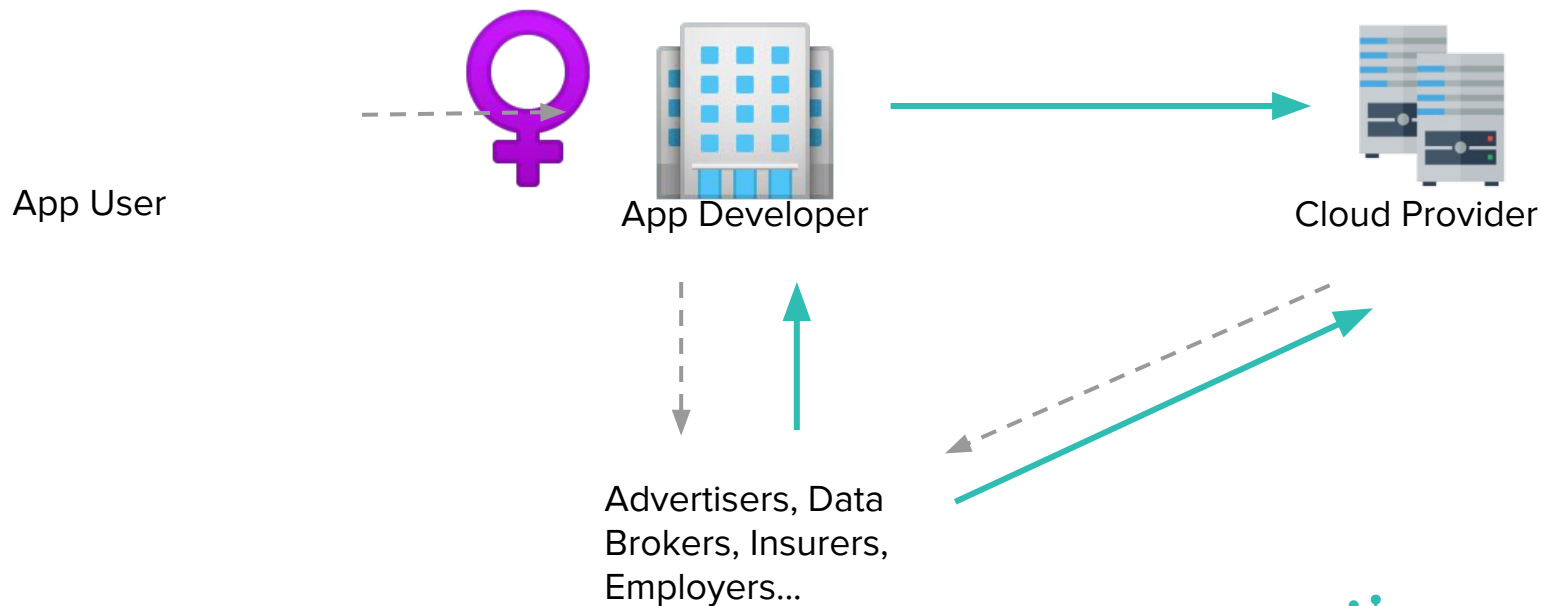 App User
App Developer
Cloud Provider
Advertisers, Data
Brokers, Insurers,
Employers...